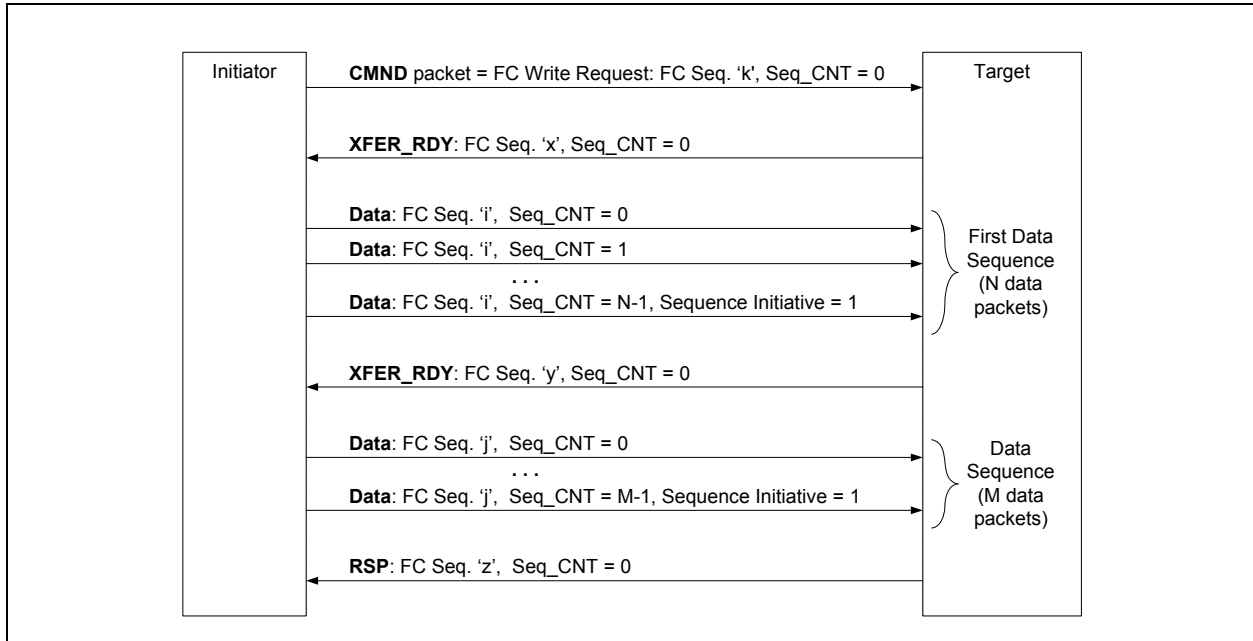 Initiator
Target
CMND packet = FC Write Request: FC Seq. ‘k', Seq_CNT = 0
XFER_RDY: FC Seq. ‘x’, Seq_CNT = 0
Data: FC Seq. ‘i’, Seq_CNT = 0
Data: FC Seq. ‘i’, Seq_CNT = 1
. . .
Data: FC Seq. ‘i’, Seq_CNT = N-1, Sequence Initiative = 1
First Data
Sequence
(N data
packets)
XFER_RDY: FC Seq. ‘y’, Seq_CNT = 0
Data: FC Seq. ‘j’, Seq_CNT = 0
. . .
Data: FC Seq. ‘j’, Seq_CNT = M-1, Sequence Initiative = 1
Data
Sequence
(M data
packets)
RSP: FC Seq. ‘z’, Seq_CNT = 0